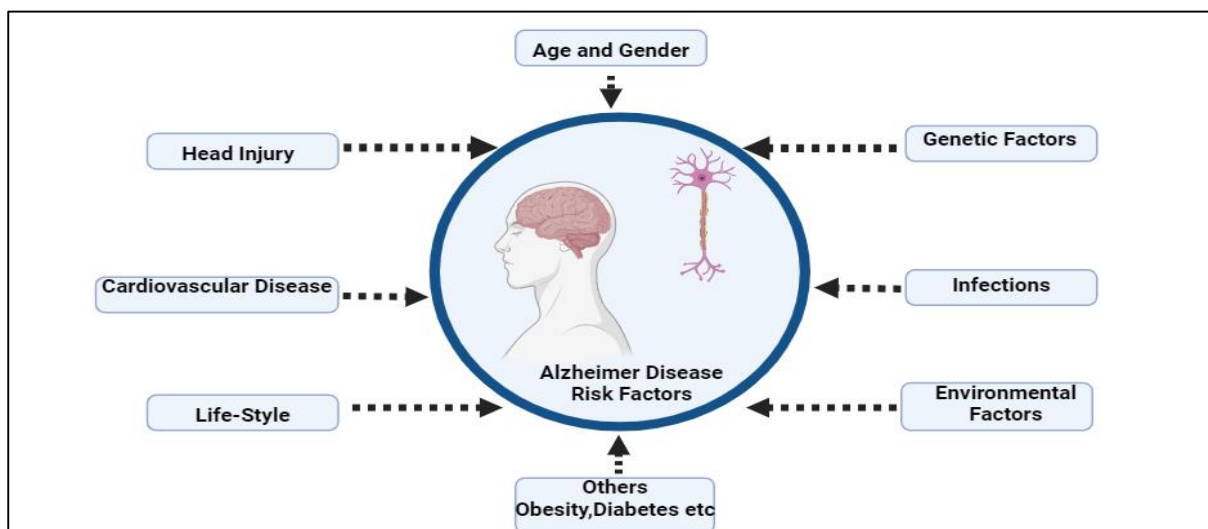 Age and Gender
Head Injury
Genetic Factors
Cardiovascular Disease
Infections
Alzheimer Disease
Risk Factors
Life-Style
Environmental
Factors
Others
Obesity,Diabetes etc